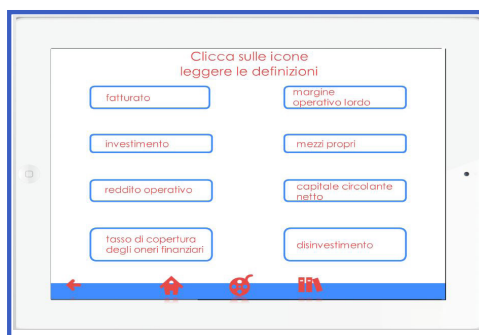 Clicca sulle icone
leggere le definizioni
fatturato
margine
operativo lordo
investimento
mezzi propri
reddito operativo
capitale circolante
netto
tasso di copertura
degli oneri finanziari
disinvestimento